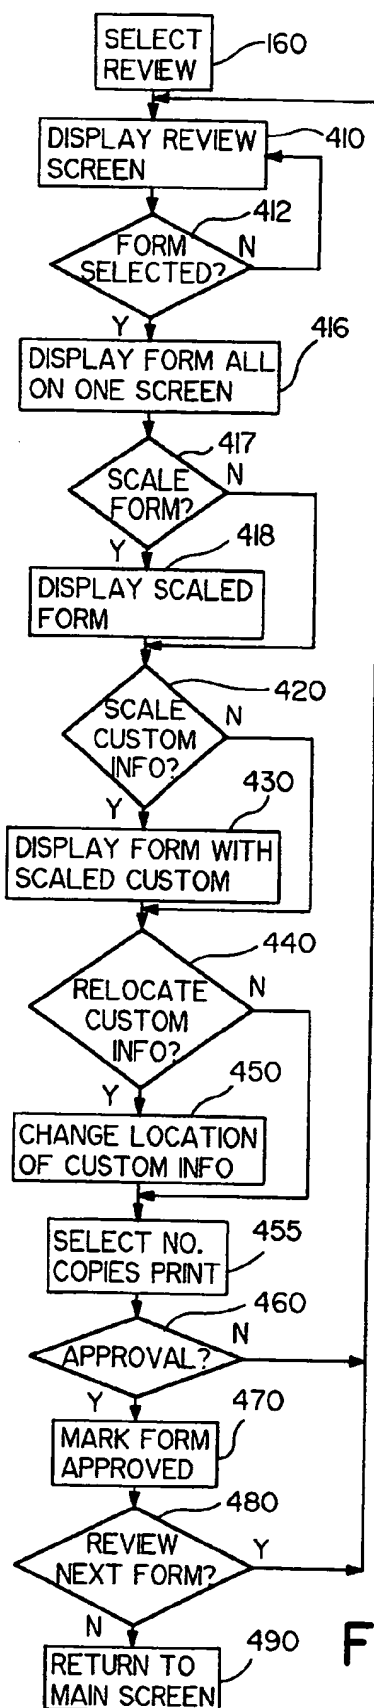 SELECT
REVIEW
160
DISPLAY REVIEW
SCREEN
410
412
FORM
SELECTED?
N
Y
DISPLAY FORM ALL
ON ONE SCREEN
416
417
SCALE
FORM?
N
Y
418
DISPLAY SCALED
FORM
420
SCALE
CUSTOM
INFO?
N
Y
430
DISPLAY FORM WITH
SCALED CUSTOM
440
RELOCATE
CUSTOM
INFO?
N
Y
450
CHANGE LOCATION
OF CUSTOM INFO
SELECT NO.
COPIES PRINT
455
460
APPROVAL?
N
Y
470
MARK FORM
APPROVED
480
REVIEW
NEXT FORM?
Y
N
490
RETURN TO
MAIN SCREEN
F